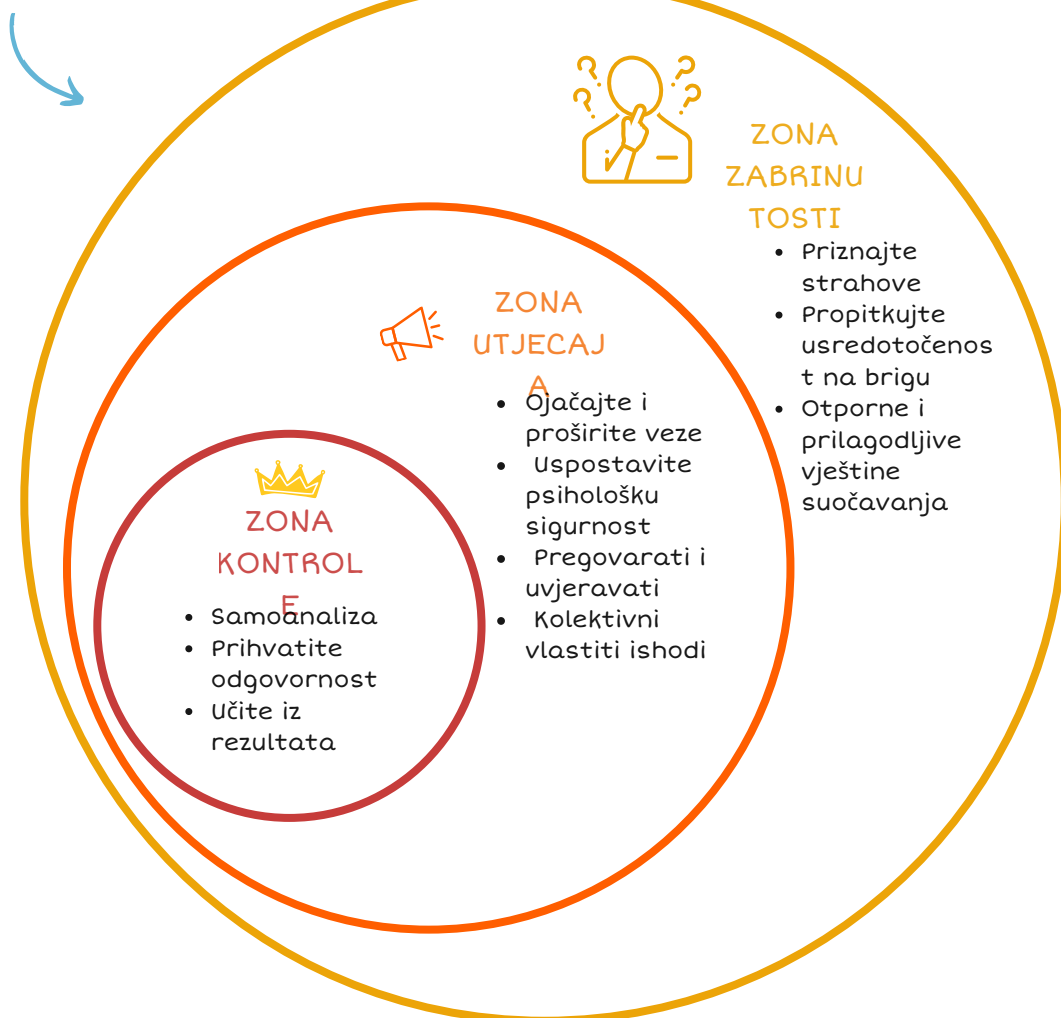 ZONA
ZABRINU
TOSTI
• Priznajte
strahove
• Propitkujte
usredotočenos
t na brigu
• Otporne i
prilagodljive
vještine
suočavanja
ZONA
UTJECAJ
A
• Ojačajte i
proširite veze
• Uspostavite
psihološku
sigurnost
• Pregovarati i
uvjeravati
• Kolektivni
vlastiti ishodi
ZONA
KONTROL
E
• Samoanaliza
• Prihvatite
odgovornost
• Učite iz
rezultata